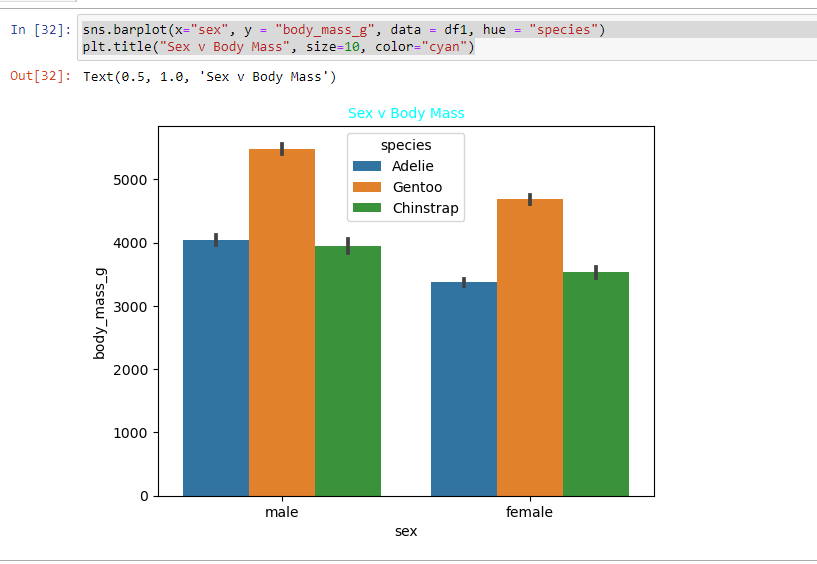 In [32]: sns.barplot(x="sex", y = "body_mass_g", data = df1, hue = "species")
plt.title("Sex v Body Mass", size=10, color="cyan")
Out[32]: Text(0.5, 1.0, 'Sex v Body Mass')
Sex v Body Mass
species
Adelie
Gentoo
Chinstrap
5000
4000
3000
2000
1000
0
body_mass_g
male female
sex